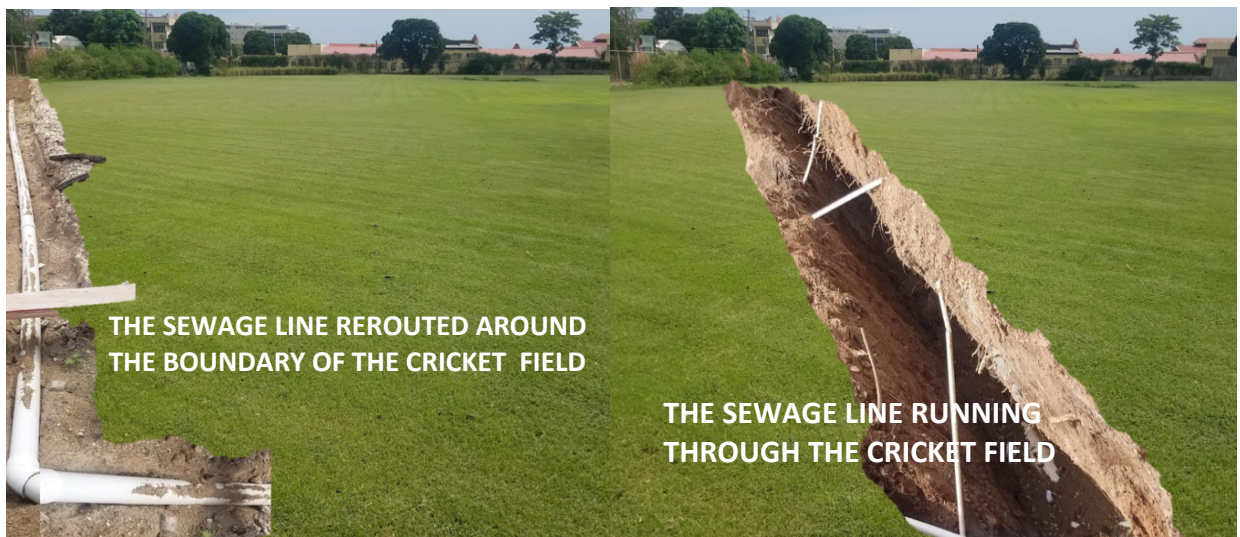 THE SEWAGE LINE REROUTED AROUND
THE BOUNDARY OF THE CRICKET FIELD
THE SEWAGE LINE RUNNING
THROUGH THE CRICKET FIELD